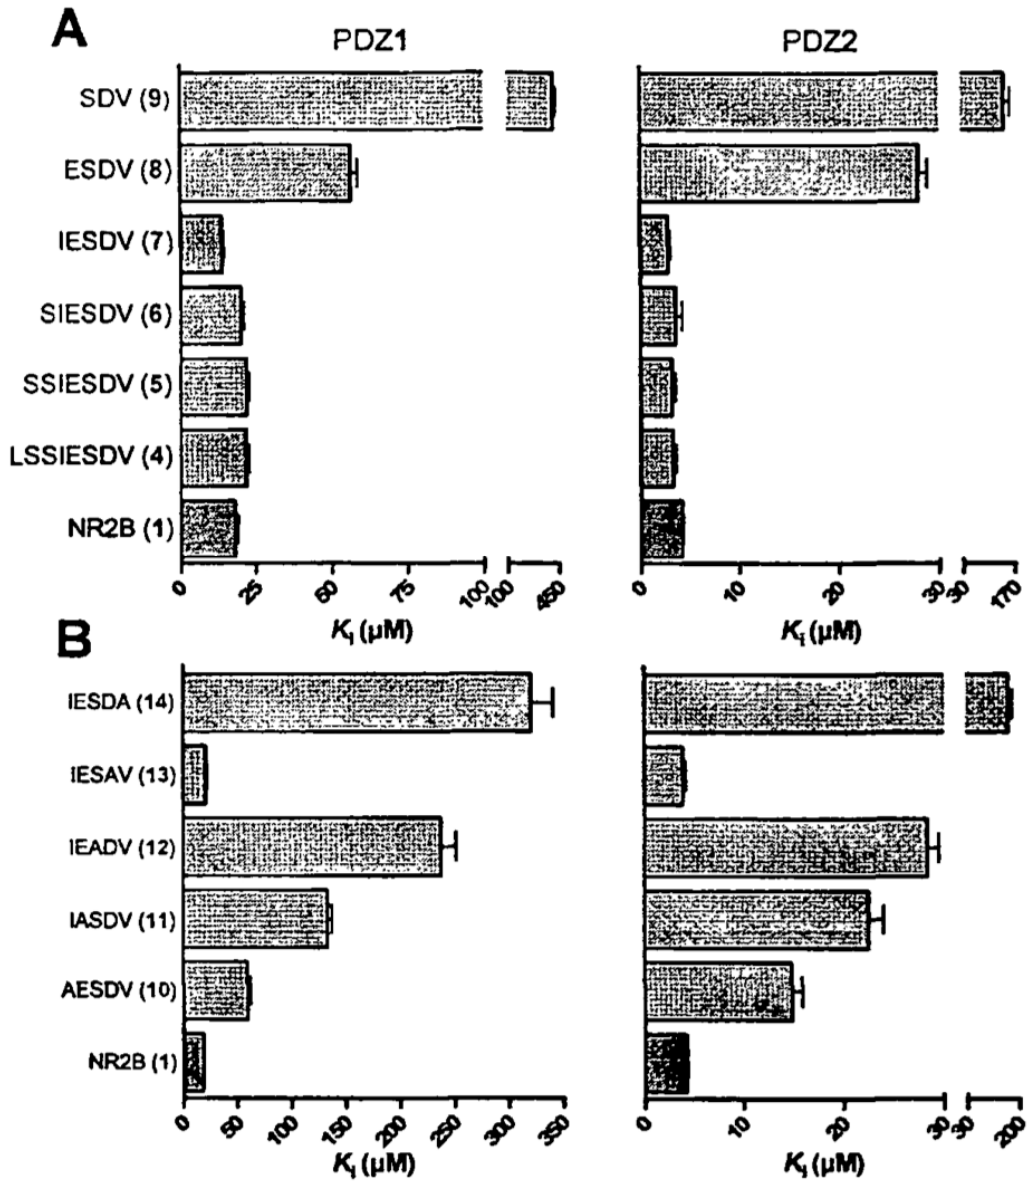 A
PDZ1
PDZ2
SDV (9)
ESDV (8)
IESDV (7)
SIESDV (6)
SSIESDV (5)
LSSIESDV (4)
NR2B (1)
0 25 50 75 100 100 450
0 10 20 30 30 170
Ki (µM)
Ki (µM)
B
IESDA (14)
IESAV (13)
IEADV (12)
IASDV (11)
AESDV (10)
NR2B (1)
0 50 100 150 200 250 300 350
0 10 20 30 30 200
Ki (µM)
Ki (µM)